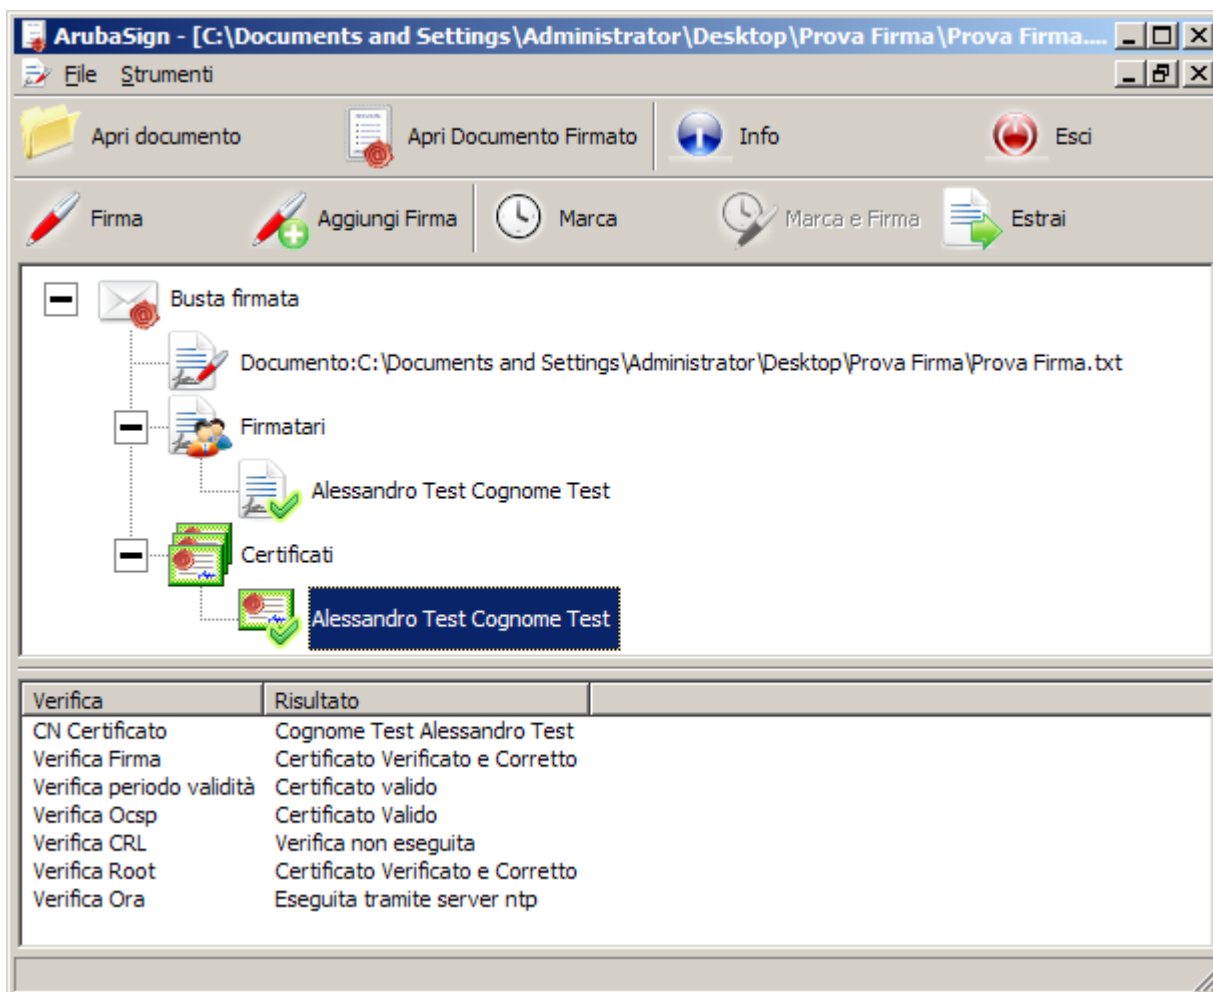 ArubaSign - [C:\Documents and Settings\Administrator\Desktop\Prova Firma\Prova Firma....
File Strumenti
Apri documento Apri Documento Firmato Info Esci
Firma Aggiungi Firma Marca Marca e Firma Estrai
Busta firmata
Documento:C:\Documents and Settings\Administrator\Desktop\Prova Firma\Prova Firma.txt
Firmatari
Alessandro Test Cognome Test
Certificati
Alessandro Test Cognome Test
Verifica Risultato
CN Certificato Cognome Test Alessandro Test
Verifica Firma Certificato Verificato e Corretto
Verifica periodo validità Certificato valido
Verifica Ocsp Certificato Valido
Verifica CRL Verifica non eseguita
Verifica Root Certificato Verificato e Corretto
Verifica Ora Eseguita tramite server ntp